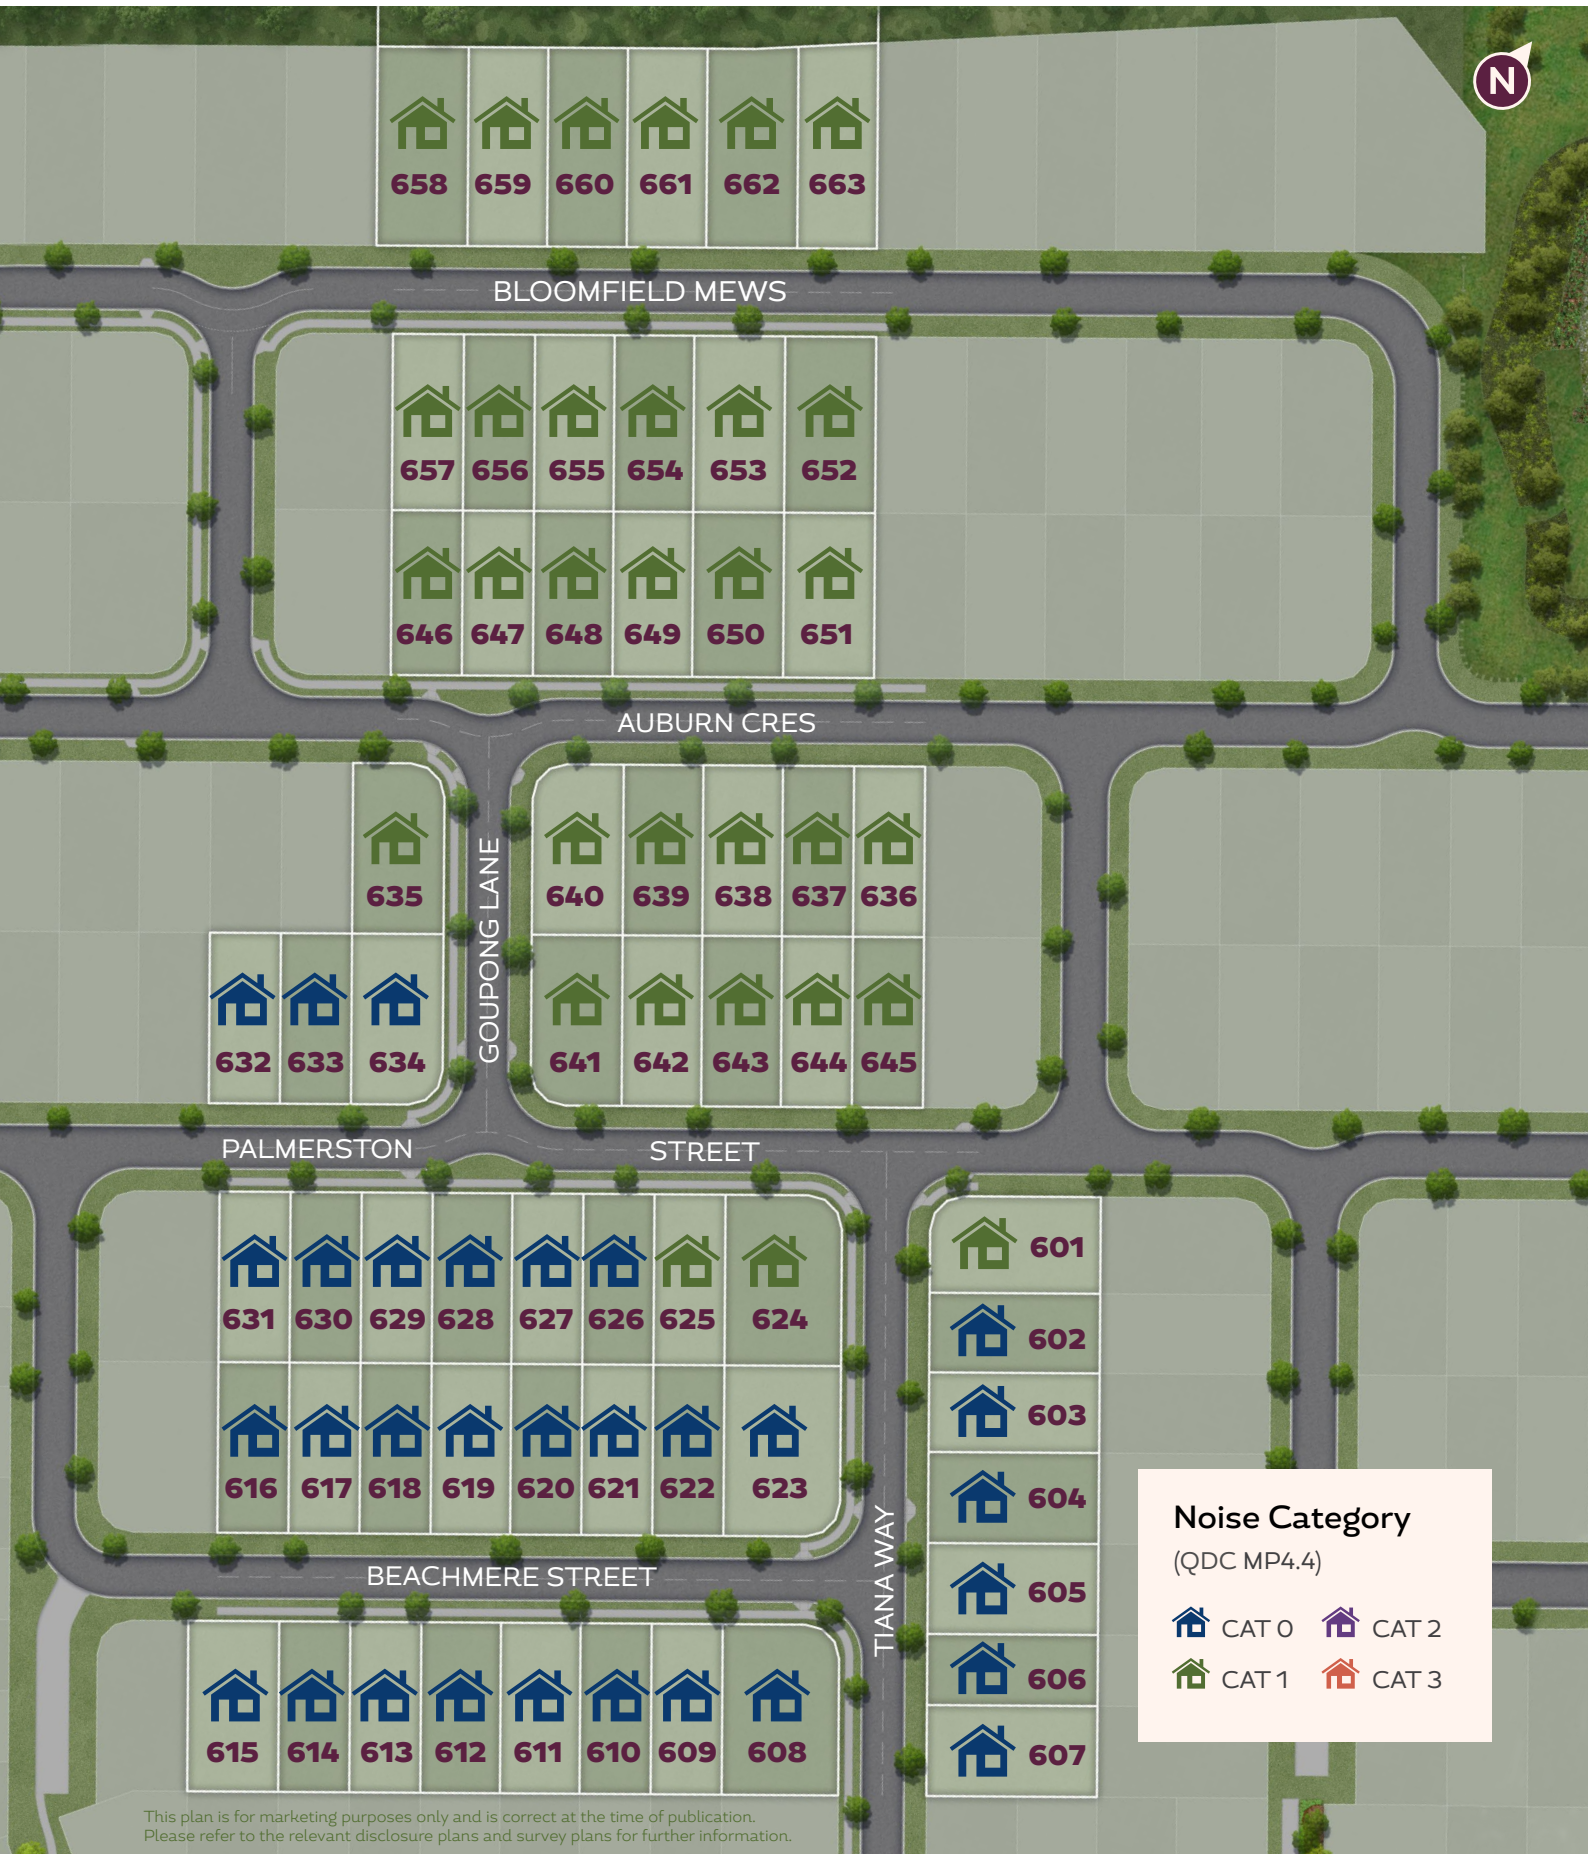 N
658 659 660 661 662 663
BLOOMFIELD MEWS
657 656 655 654 653 652
646 647 648 649 650 651
AUBURN CRES
635
640 639 638 637 636
GOUPONG LANE
632 633 634
641 642 643 644 645
PALMERSTON STREET
601
631 630 629 628 627 626 625 624
602
603
616 617 618 619 620 621 622 623
604
TIANA WAY
BEACHMERE STREET
605
606
615 614 613 612 611 610 609 608
607
Noise Category
(QDC MP4.4)
CAT 0 CAT 2
CAT 1 CAT 3
This plan is for marketing purposes only and is correct at the time of publication.
Please refer to the relevant disclosure plans and survey plans for further information.